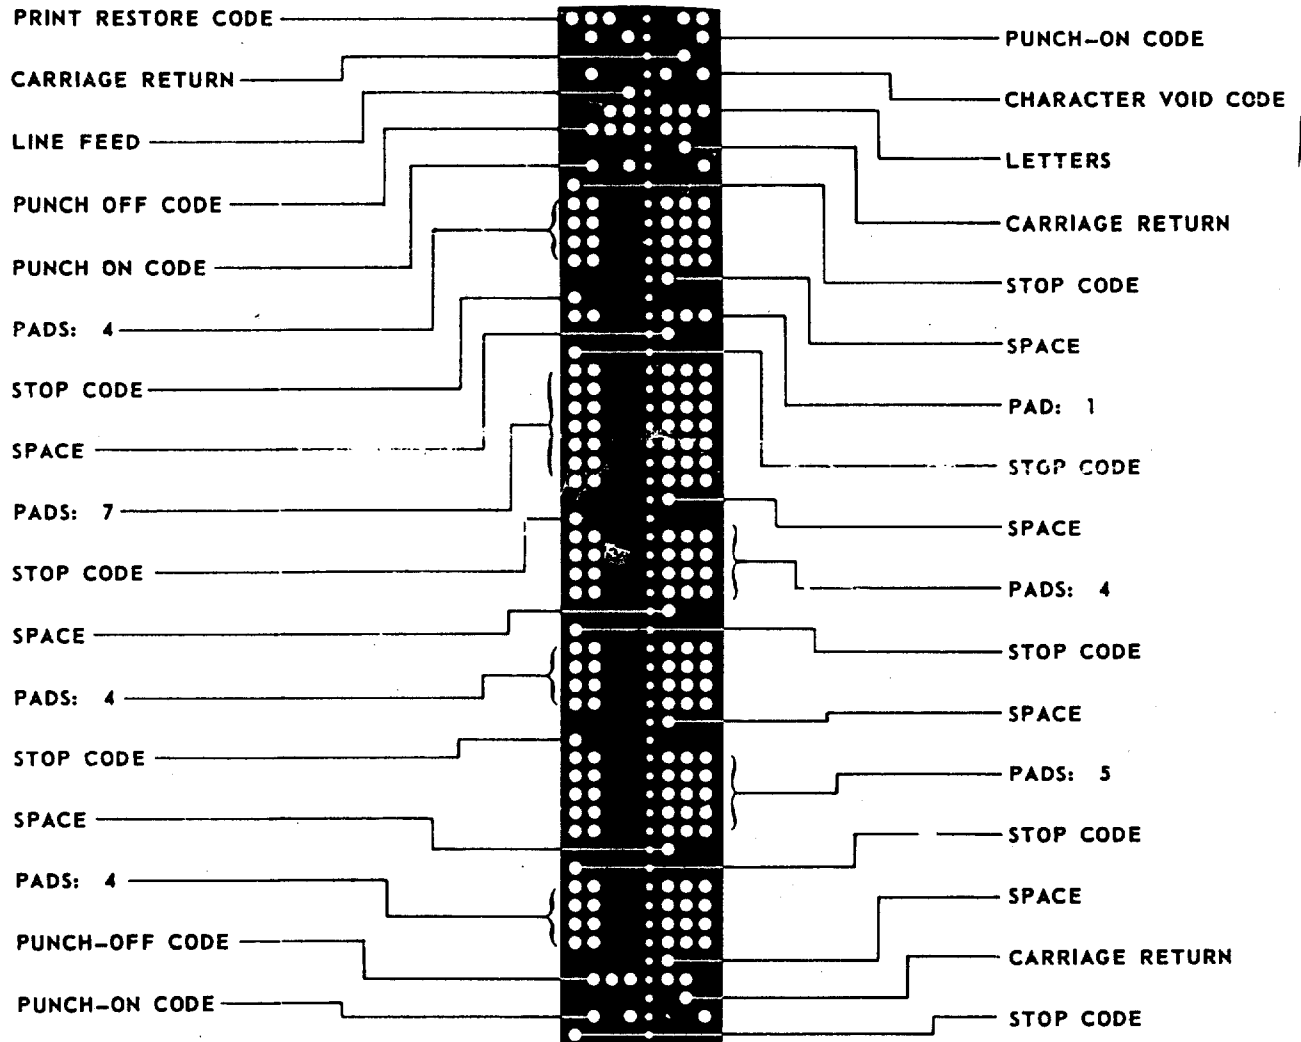 PRINT RESTORE CODE
CARRIAGE RETURN
LINE FEED
PUNCH OFF CODE
PUNCH ON CODE
PADS: 4
STOP CODE
SPACE
PADS: 7
STOP CODE
SPACE
PADS: 4
STOP CODE
SPACE
PADS: 4
PUNCH-OFF CODE
PUNCH-ON CODE
PUNCH-ON CODE
CHARACTER VOID CODE
LETTERS
CARRIAGE RETURN
STOP CODE
SPACE
PAD: 1
STOP CODE
SPACE
PADS: 4
STOP CODE
SPACE
PADS: 5
STOP CODE
SPACE
CARRIAGE RETURN
STOP CODE